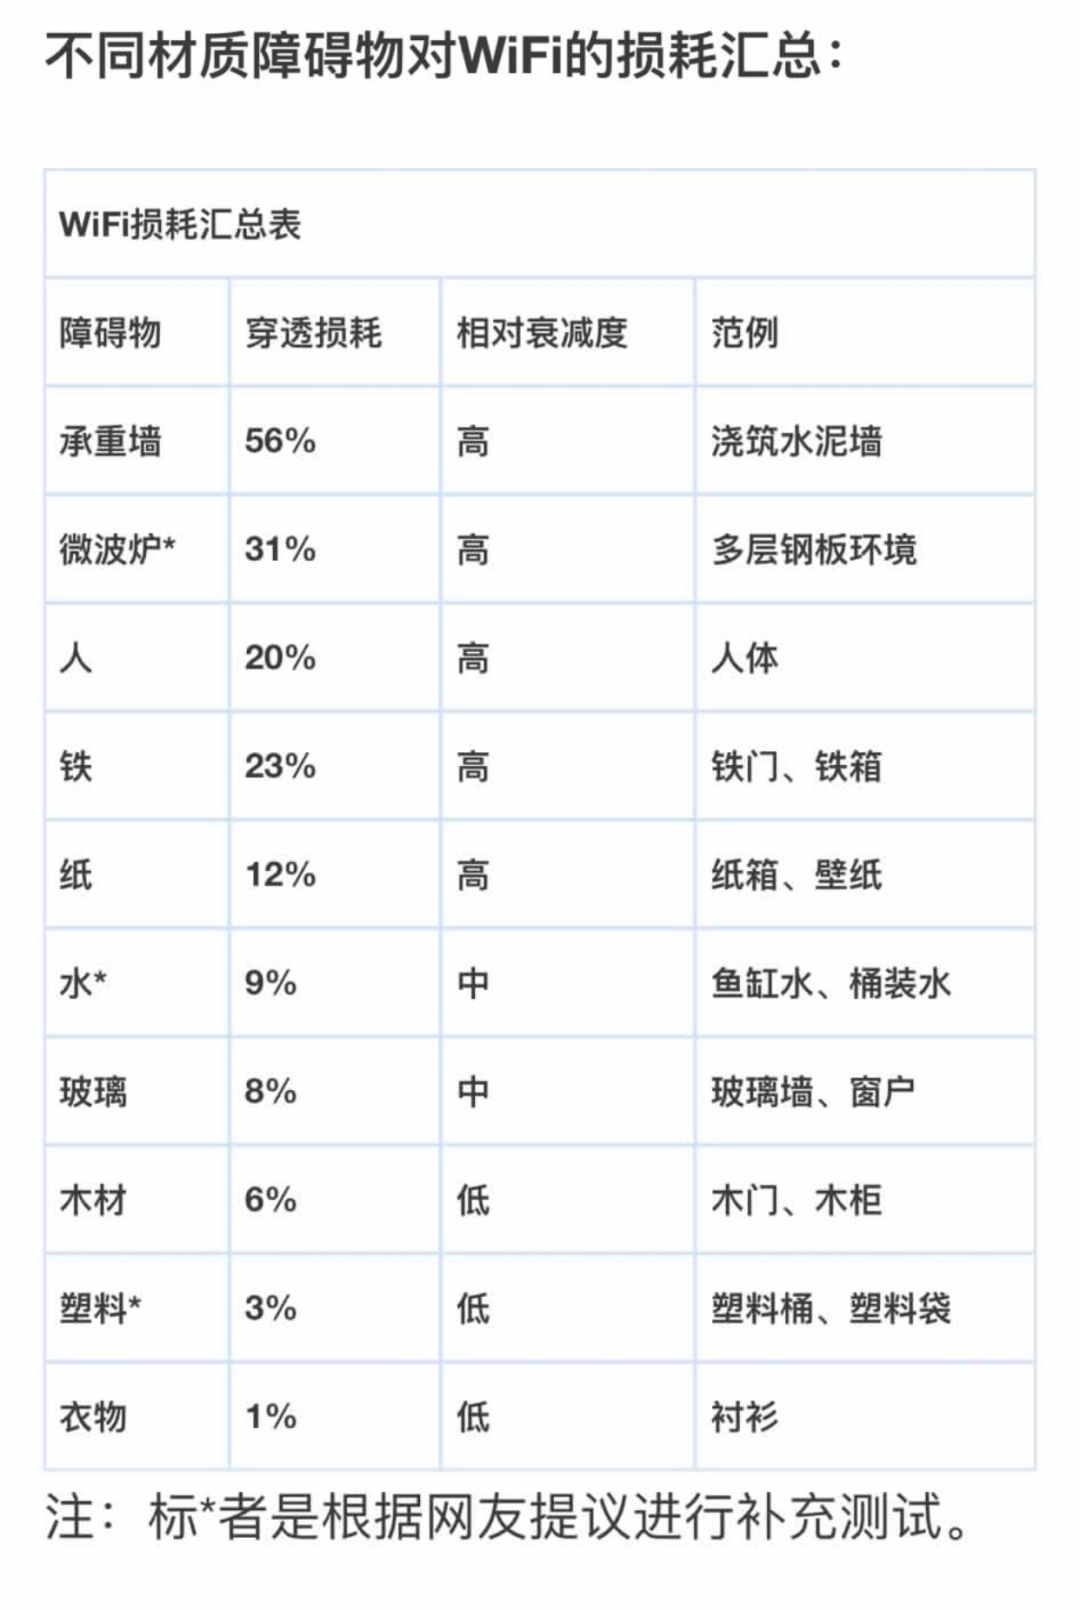 不同材质障碍物对WiFi的损耗汇总：
WiFi损耗汇总表
障碍物 穿透损耗 相对衰减度 范例
承重墙 56% 高 浇筑水泥墙
微波炉* 31% 高 多层钢板环境
人 20% 高 人体
铁 23% 高 铁门、铁箱
纸 12% 高 纸箱、壁纸
水* 9% 中 鱼缸水、桶装水
玻璃 8% 中 玻璃墙、窗户
木材 6% 低 木门、木柜
塑料* 3% 低 塑料桶、塑料袋
衣物 1% 低 衬衫
注：标*者是根据网友提议进行补充测试。